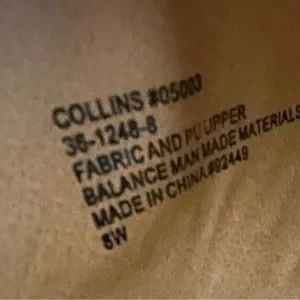 COLLINS #05003
36-1248-8
FABRIC AND PU UPPER
BALANCE MAN MADE MATERIALS
MADE IN CHINA #92449
8W